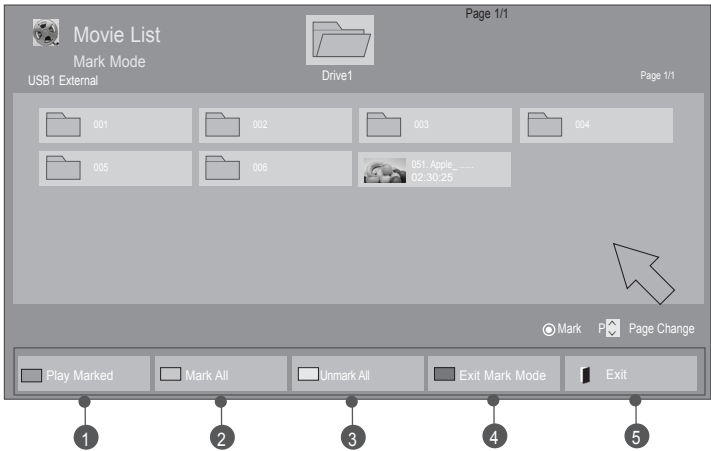 Page 1/1
Movie List
Mark Mode
USB1 External
Drive1
Page 1/1
001
002
003
004
005
006
051. Apple_ ......
02:30:25
Mark
P
Page Change
Play Marked
Mark All
Unmark All
Exit Mark Mode
Exit
1
2
3
4
5